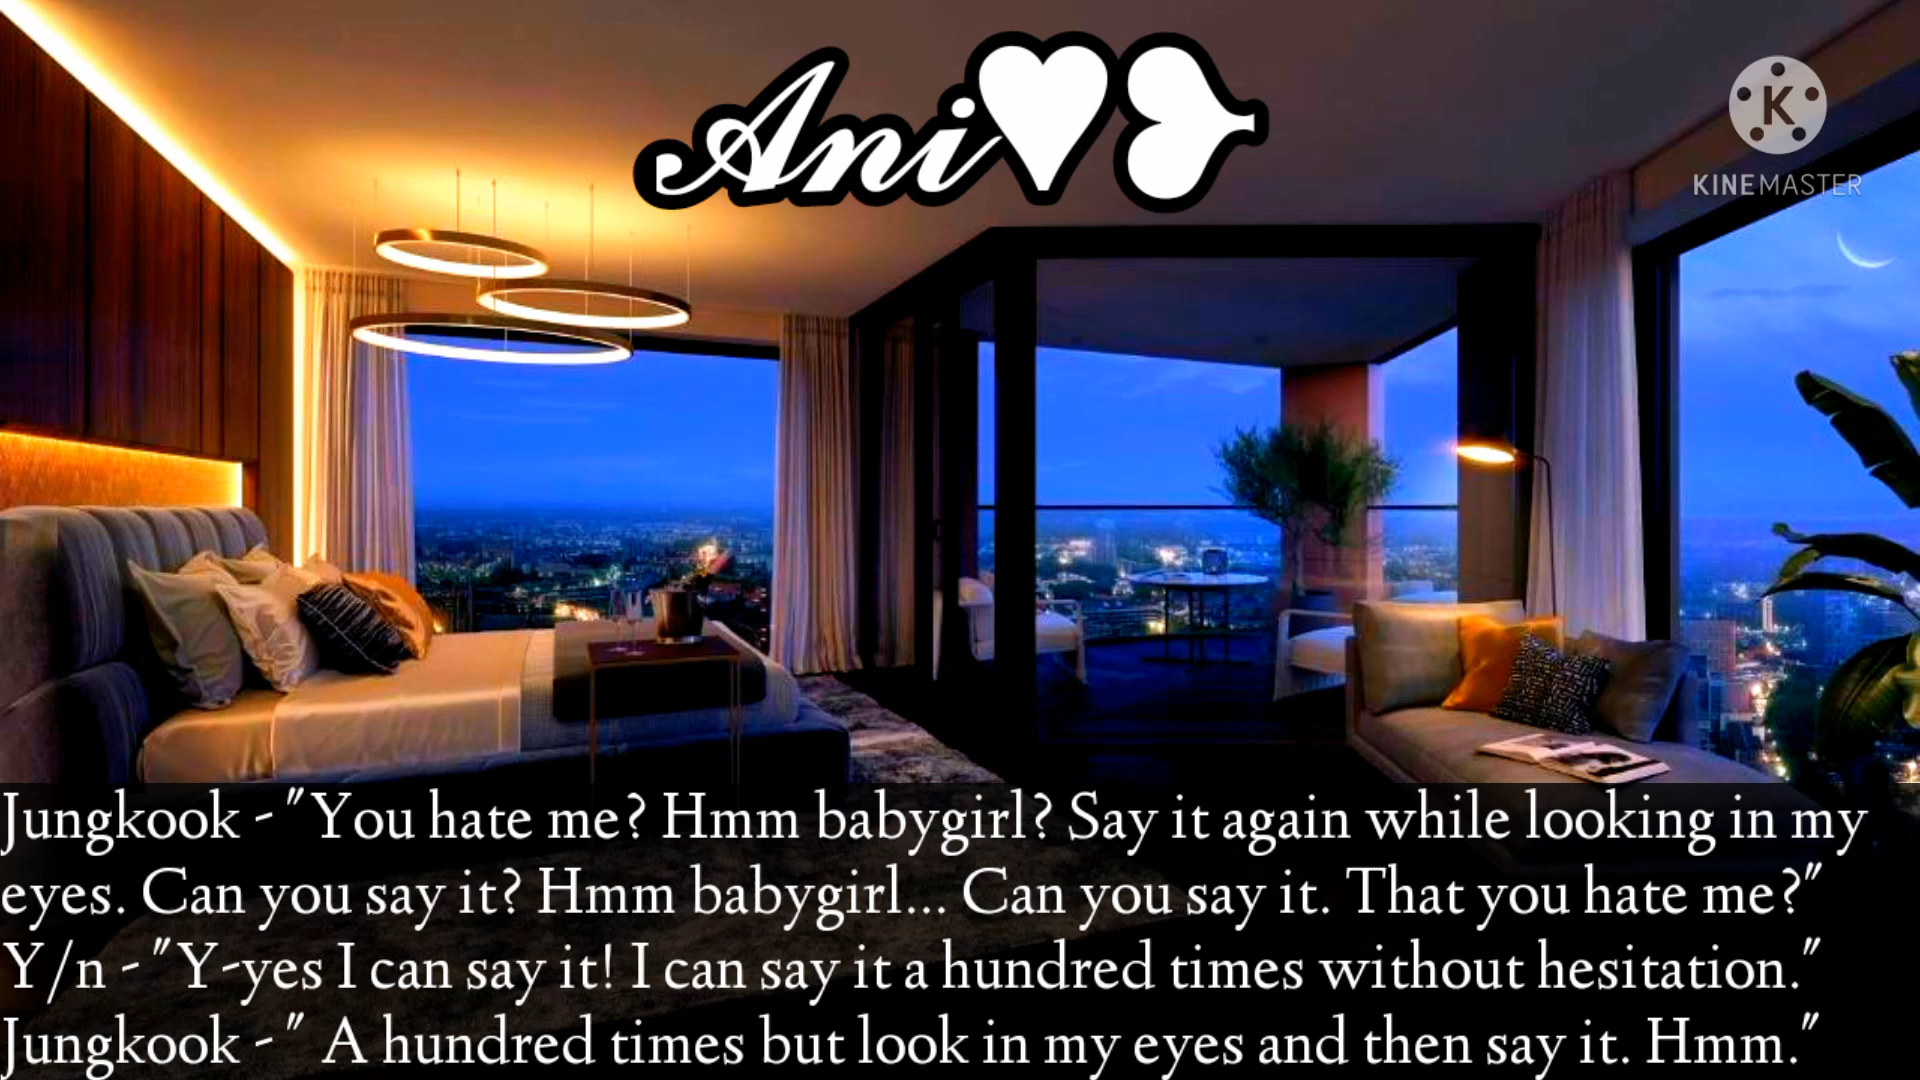 Ani♥❥
KINEMASTER
Jungkook - "You hate me? Hmm babygirl? Say it again while looking in my
eyes. Can you say it? Hmm babygirl... Can you say it. That you hate me?"
Y/n - "Y-yes I can say it! I can say it a hundred times without hesitation."
Jungkook - " A hundred times but look in my eyes and then say it. Hmm."